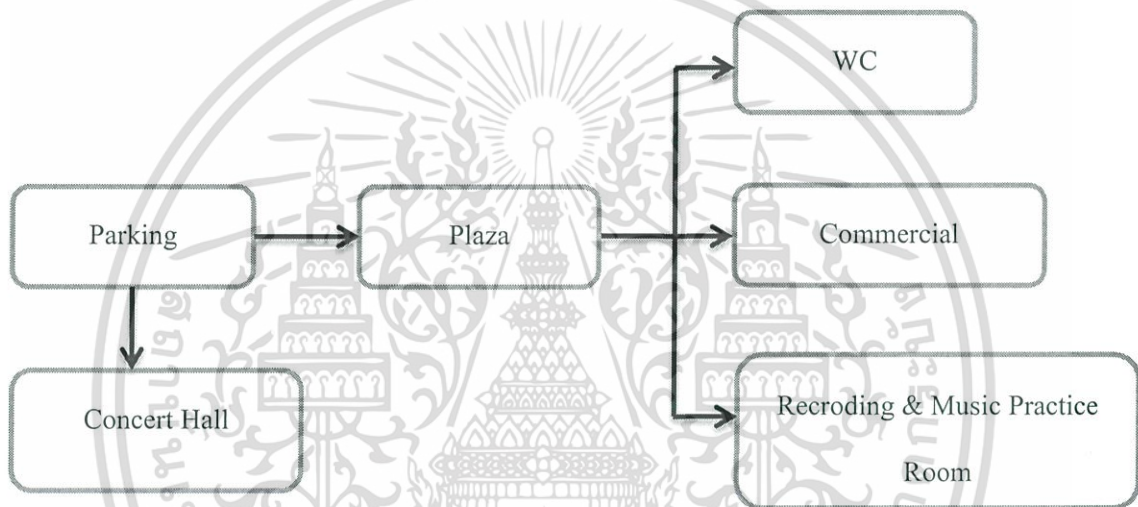 WC
Parking
Plaza
Commercial
Concert Hall
Recroding & Music Practice
Room